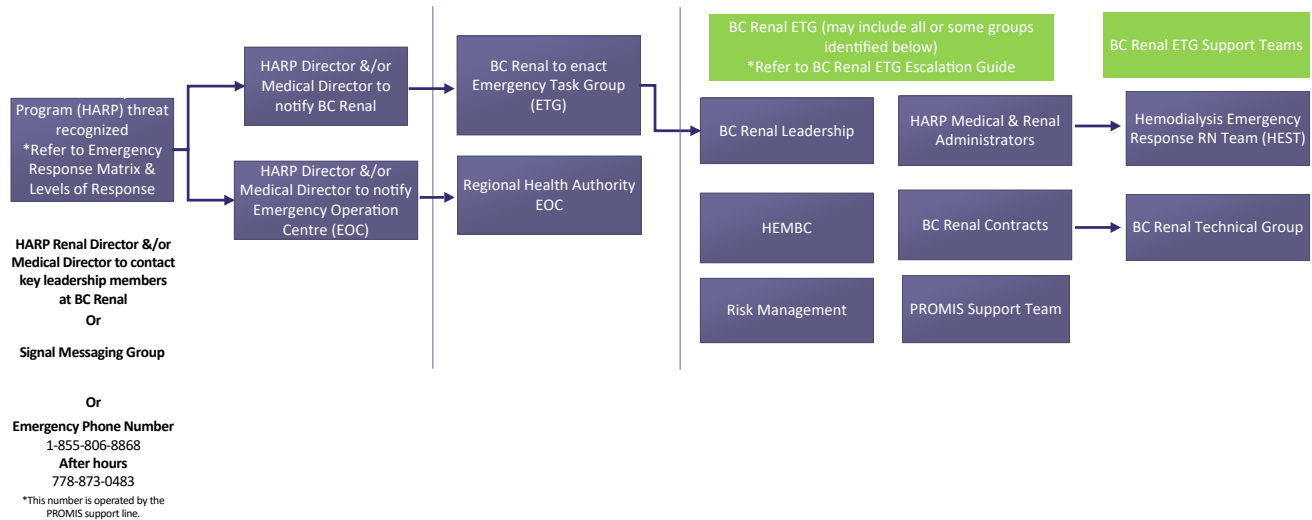 Program (HARP) threat
recognized
*Refer to Emergency
Response Matrix &
Levels of Response
HARP Director &/or
Medical Director to
notify BC Renal
HARP Director &/or
Medical Director to notify
Emergency Operation
Centre (EOC)
BC Renal to enact
Emergency Task Group
(ETG)
Regional Health Authority
EOC
BC Renal ETG (may include all or some groups
identified below)
*Refer to BC Renal ETG Escalation Guide
BC Renal ETG Support Teams
BC Renal Leadership
HARP Medical & Renal
Administrators
Hemodialysis Emergency
Response RN Team (HEST)
HEMBC
BC Renal Contracts
BC Renal Technical Group
Risk Management
PROMIS Support Team
HARP Renal Director &/or
Medical Director to contact
key leadership members
at BC Renal
Or
Signal Messaging Group
Or
Emergency Phone Number
1-855-806-8868
After hours
778-873-0483
*This number is operated by the
PROMIS support line.